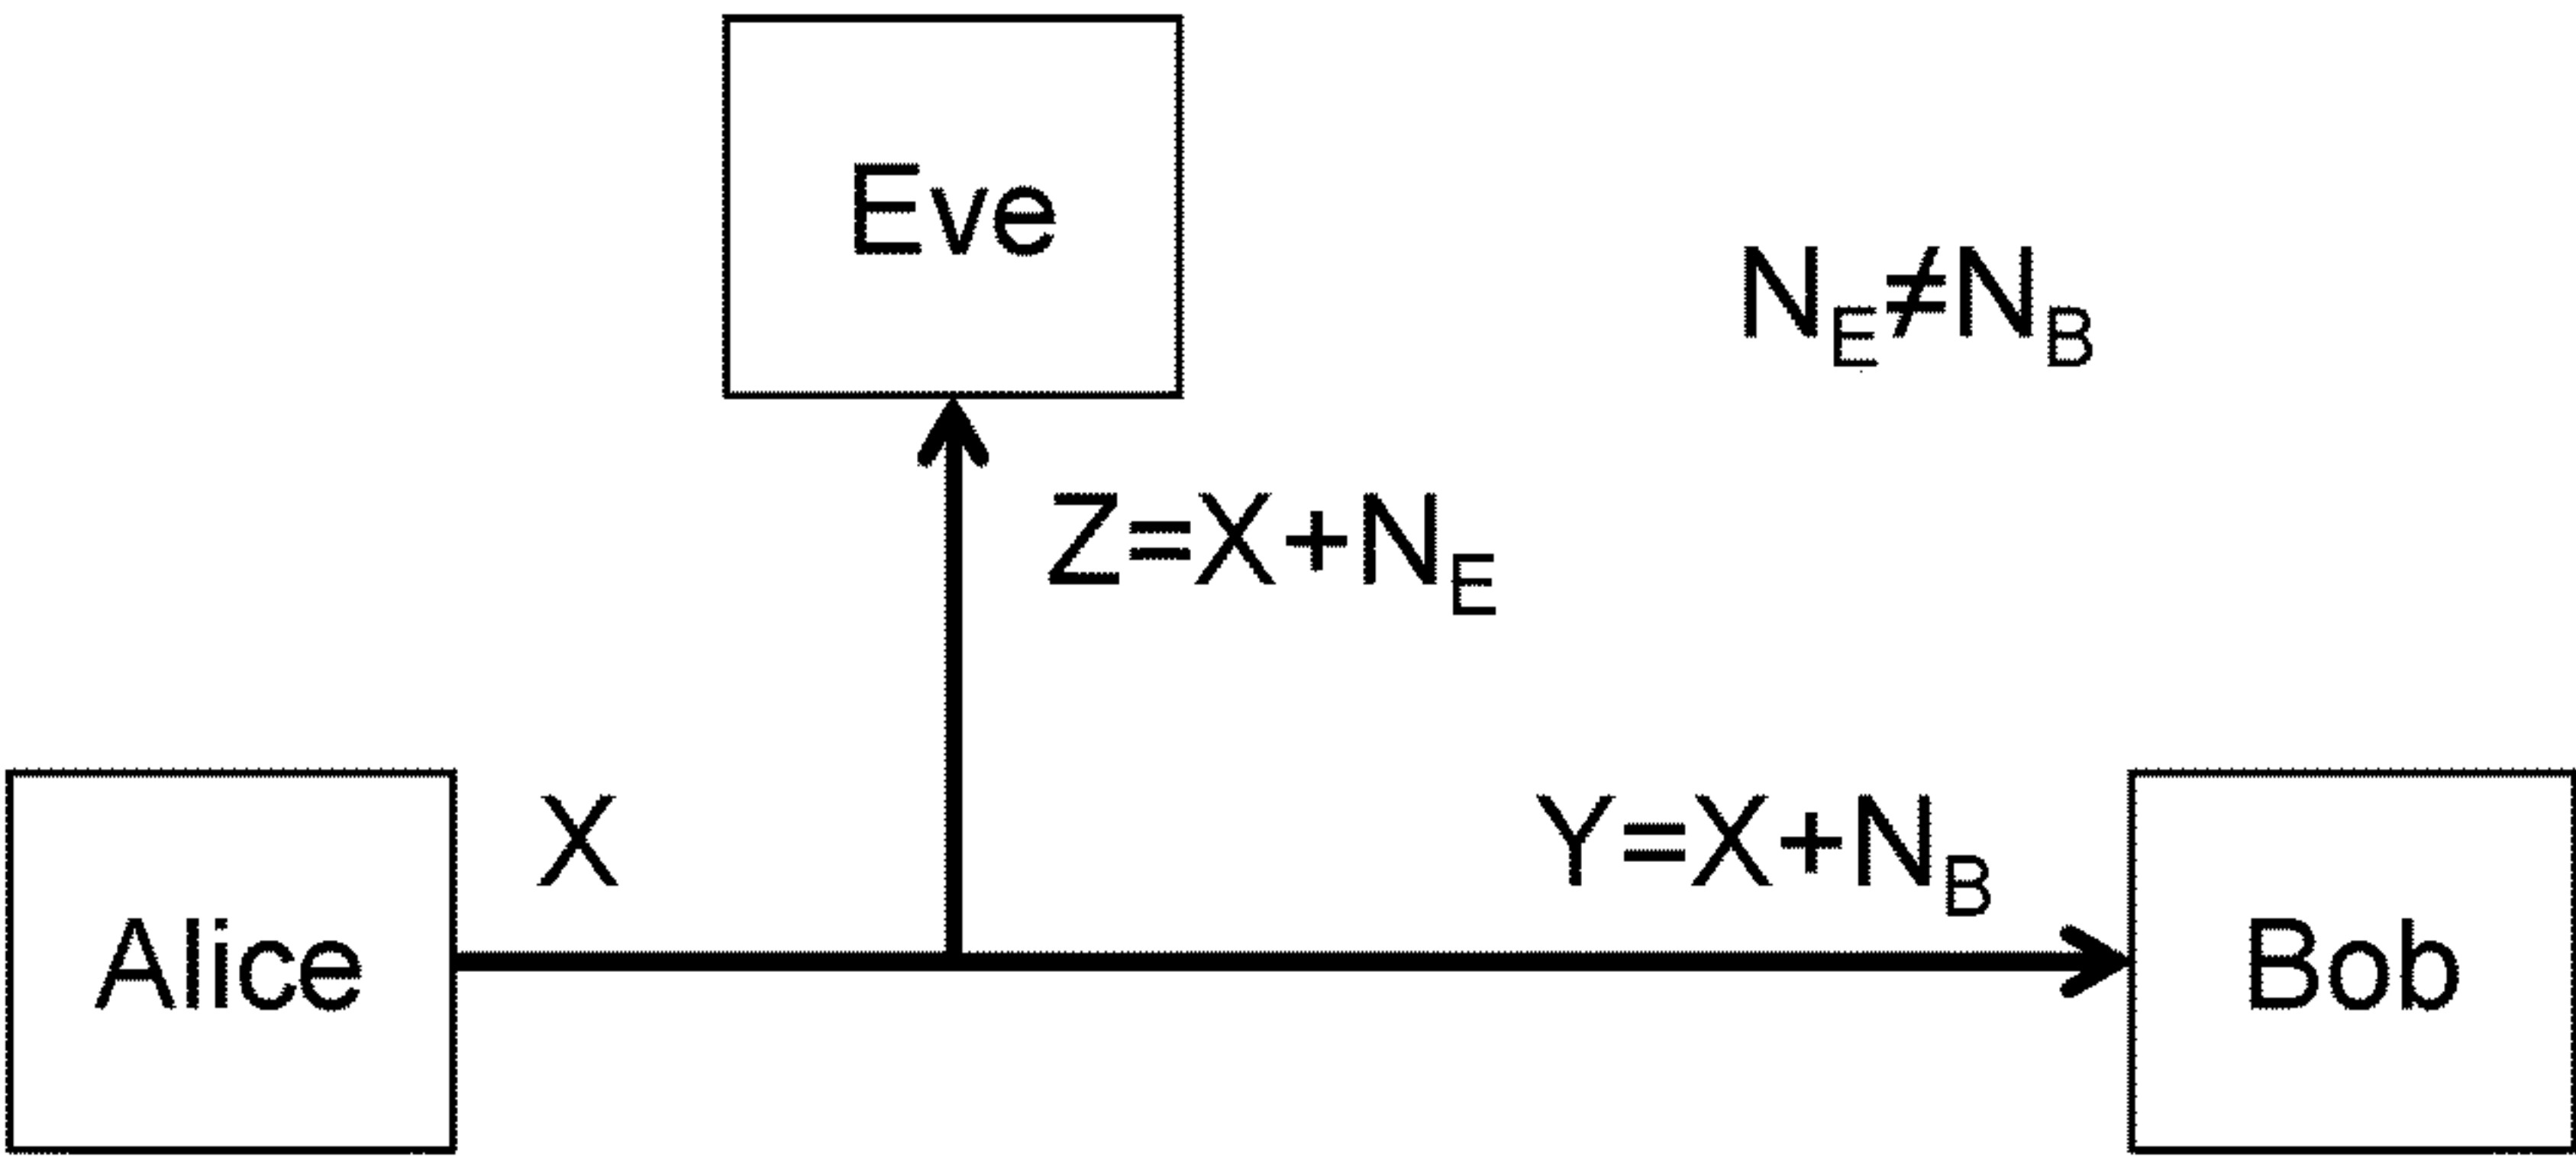 Eve
N_E≠N_B
Z=X+N_E
X
Y=X+N_B
Alice
Bob